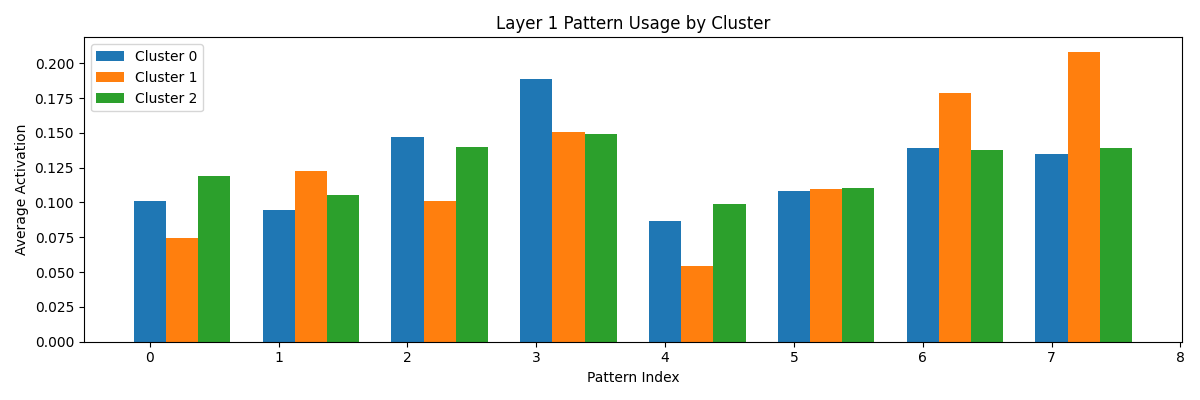 Layer 1 Pattern Usage by Cluster
Cluster 0
Cluster 1
Cluster 2
Average Activation
0.200
0.175
0.150
0.125
0.100
0.075
0.050
0.025
0.000
0 1 2 3 4 5 6 7 8
Pattern Index